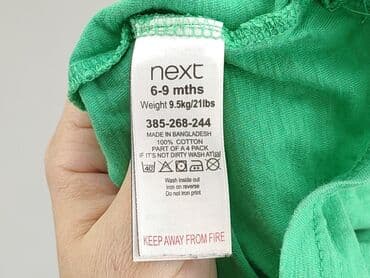 next
6-9 mths
Weight 9.5kg/21lbs
385-268-244
MADE IN BANGLADESH
100% COTTON
PART OF A 4 PACK
IF IT'S NOT DIRTY WASH AT 30
40
Wash inside out
Iron on reverse
Do not iron print
KEEP AWAY FROM FIRE